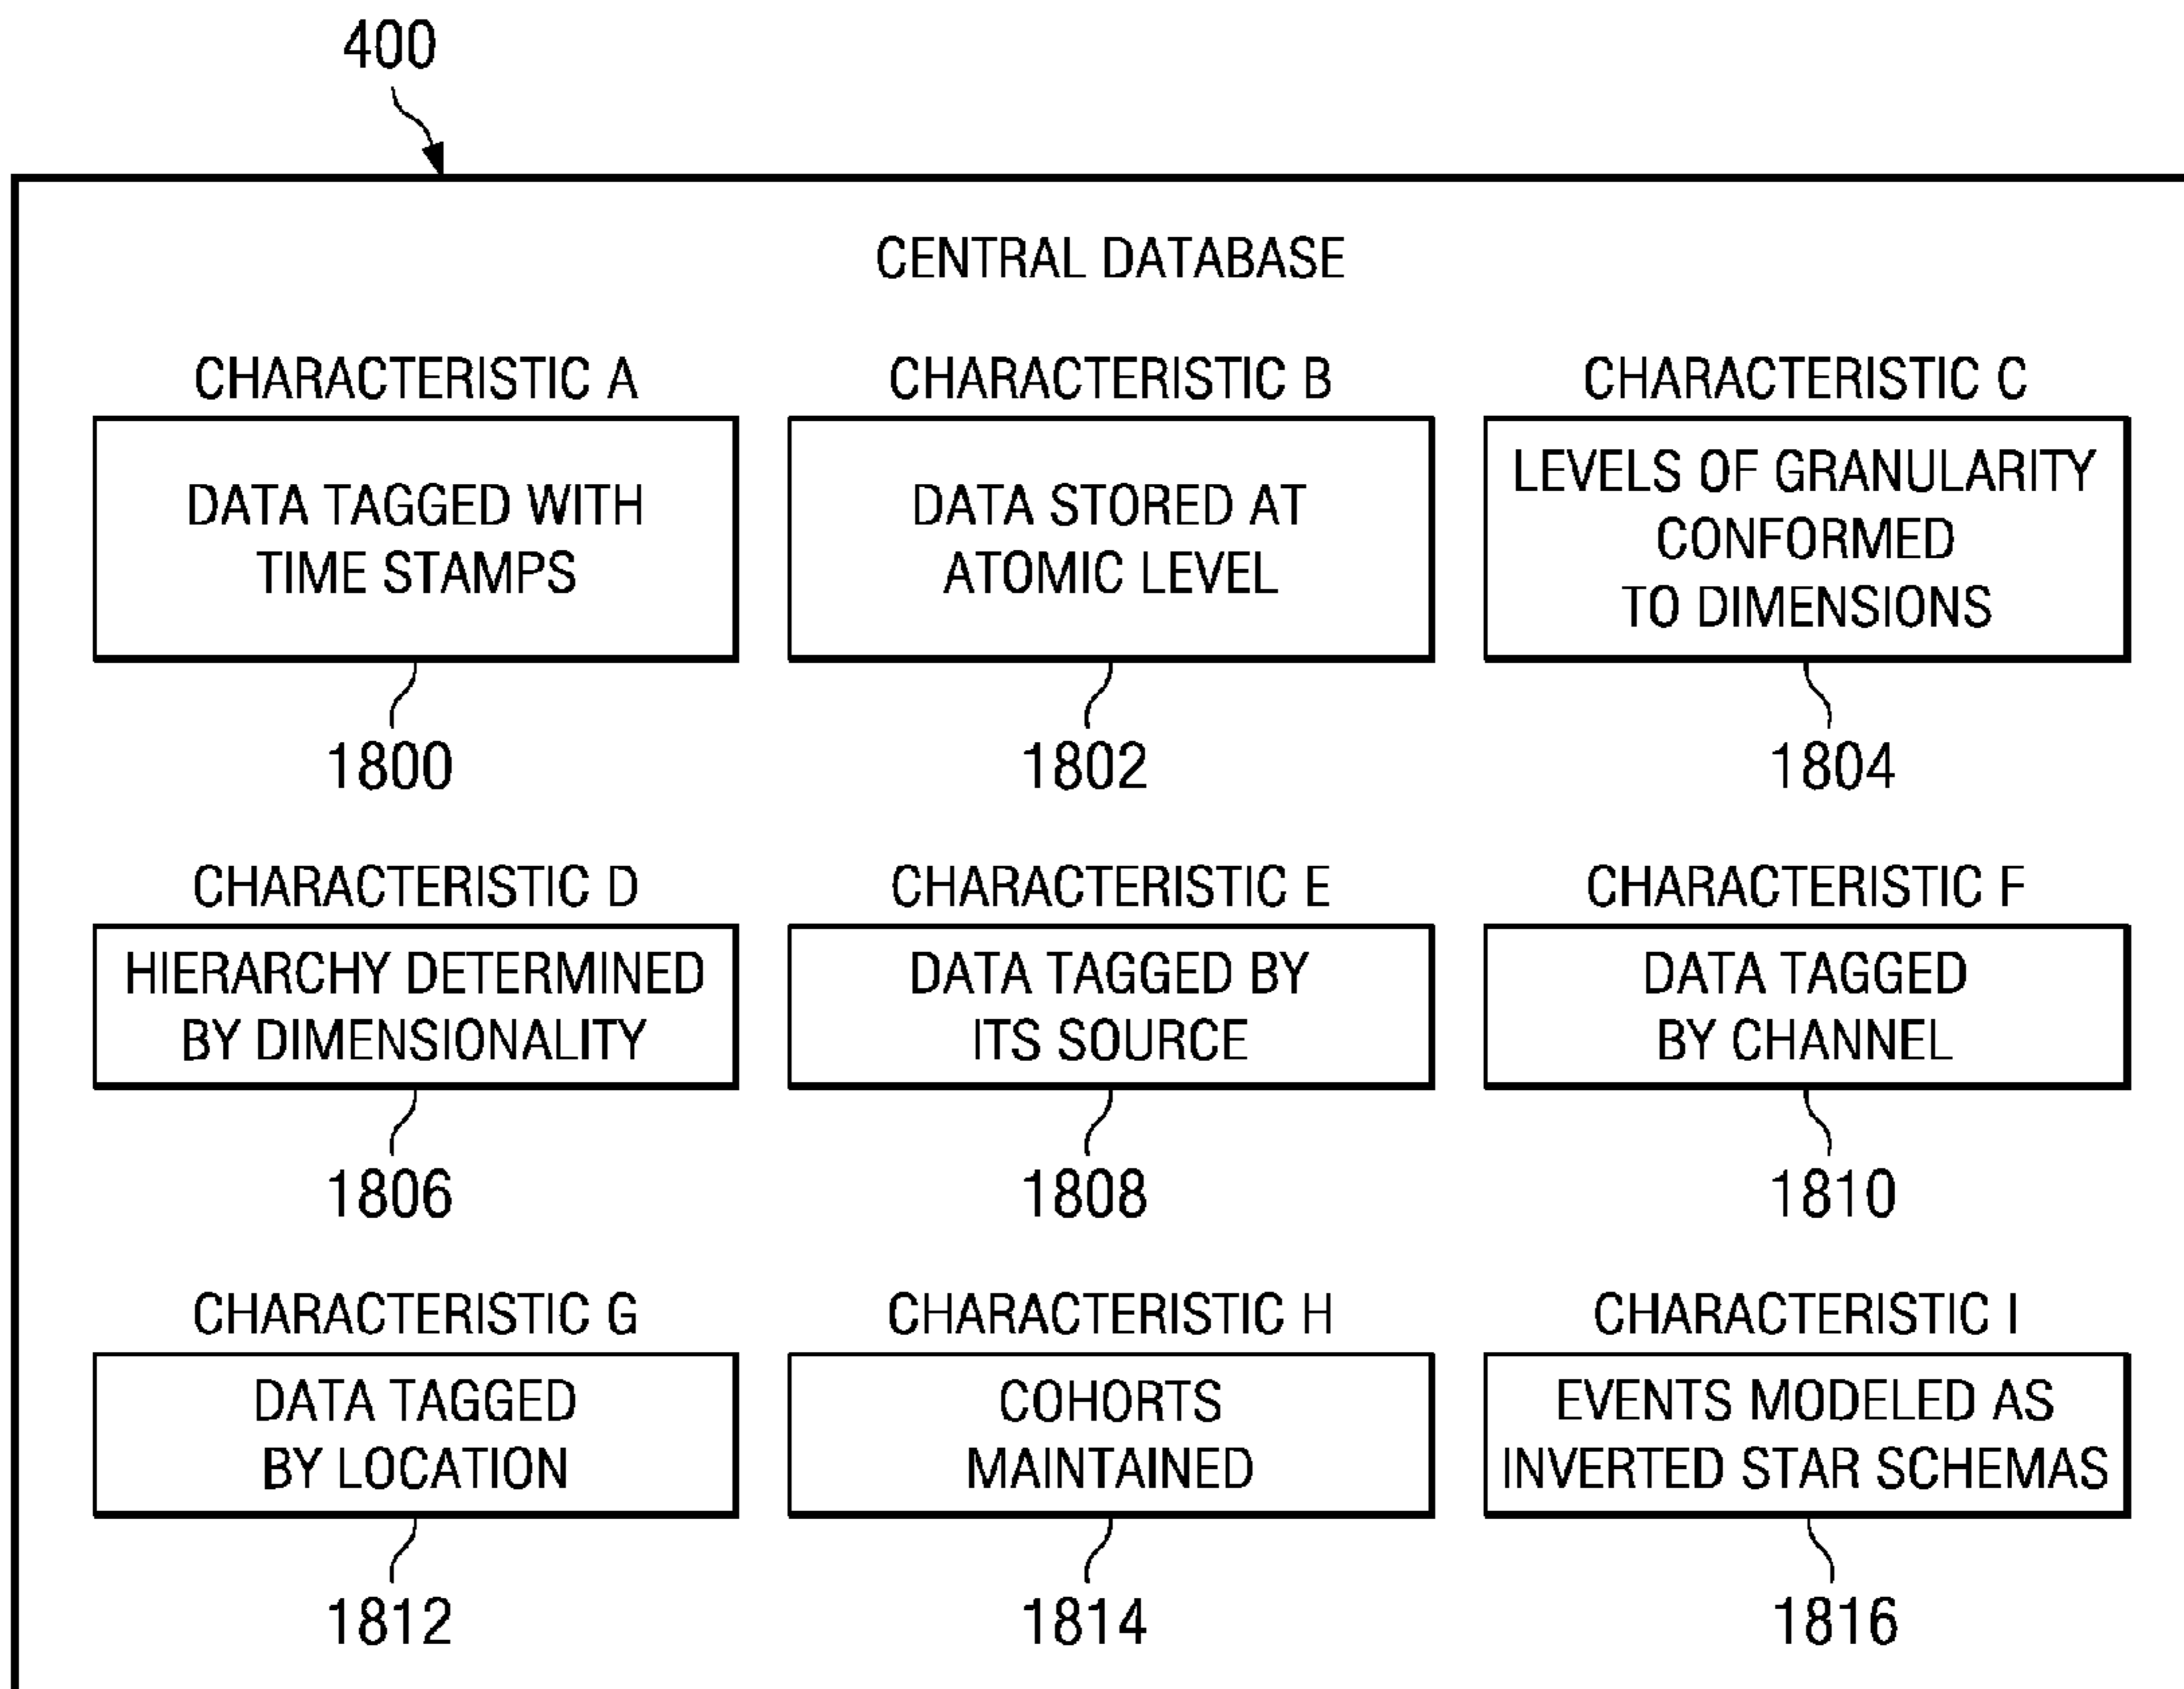 400
CENTRAL DATABASE
CHARACTERISTIC A
DATA TAGGED WITH
TIME STAMPS
1800
CHARACTERISTIC B
DATA STORED AT
ATOMIC LEVEL
1802
CHARACTERISTIC C
LEVELS OF GRANULARITY
CONFORMED
TO DIMENSIONS
1804
CHARACTERISTIC D
HIERARCHY DETERMINED
BY DIMENSIONALITY
1806
CHARACTERISTIC E
DATA TAGGED BY
ITS SOURCE
1808
CHARACTERISTIC F
DATA TAGGED
BY CHANNEL
1810
CHARACTERISTIC G
DATA TAGGED
BY LOCATION
1812
CHARACTERISTIC H
COHORTS
MAINTAINED
1814
CHARACTERISTIC I
EVENTS MODELED AS
INVERTED STAR SCHEMAS
1816